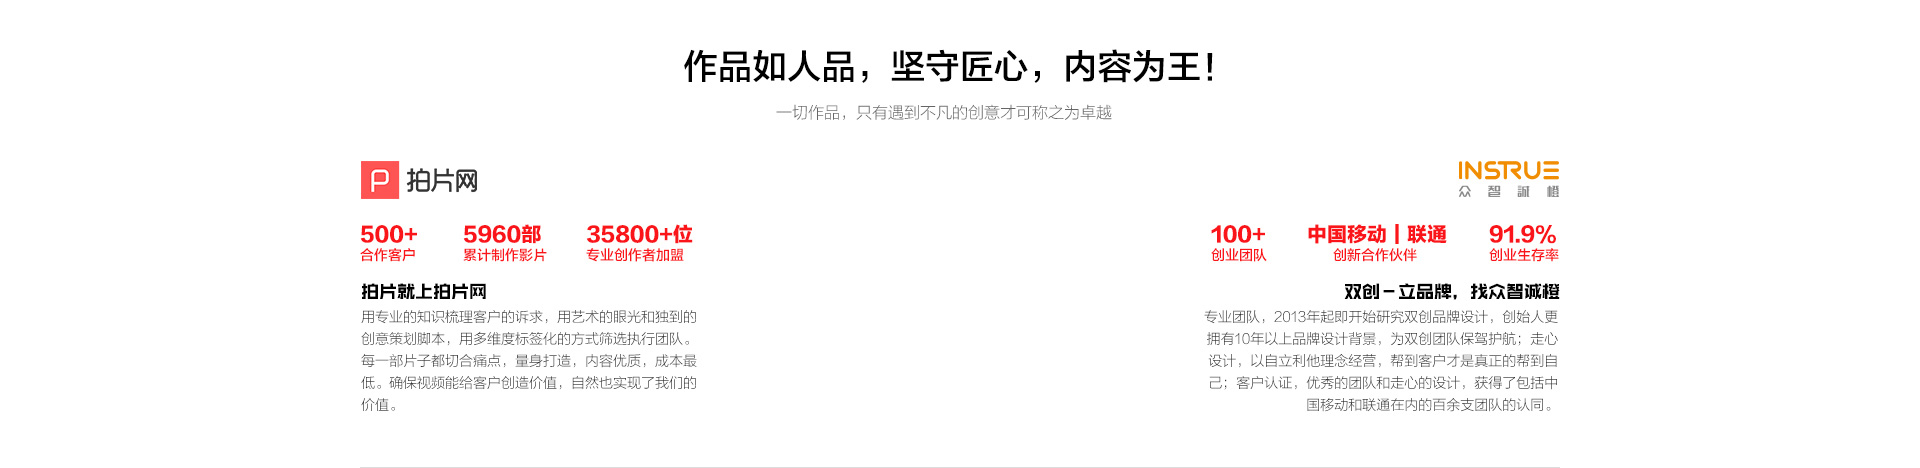 作品如人品，坚守匠心，内容为王！
一切作品，只有遇到不凡的创意才可称之为卓越
P 拍片网
500+ 5960部 35800+位
合作客户 累计制作影片 专业创作者加盟
拍片就上拍片网
用专业的知识梳理客户的诉求，用艺术的眼光和独到的
创意策划脚本，用多维度标签化的方式筛选执行团队。
每一部片子都切合痛点，量身打造，内容优质，成本最
低。确保视频能给客户创造价值，自然也实现了我们的
价值。
INSTRUE
众智誠橙
100+ 中国移动｜联通 91.9%
创业团队 创新合作伙伴 创业生存率
双创－立品牌，找众智诚橙
专业团队，2013年起即开始研究双创品牌设计，创始人更
拥有10年以上品牌设计背景，为双创团队保驾护航；走心
设计，以自立利他理念经营，帮到客户才是真正的帮到自
己；客户认证，优秀的团队和走心的设计，获得了包括中
国移动和联通在内的百余支团队的认同。